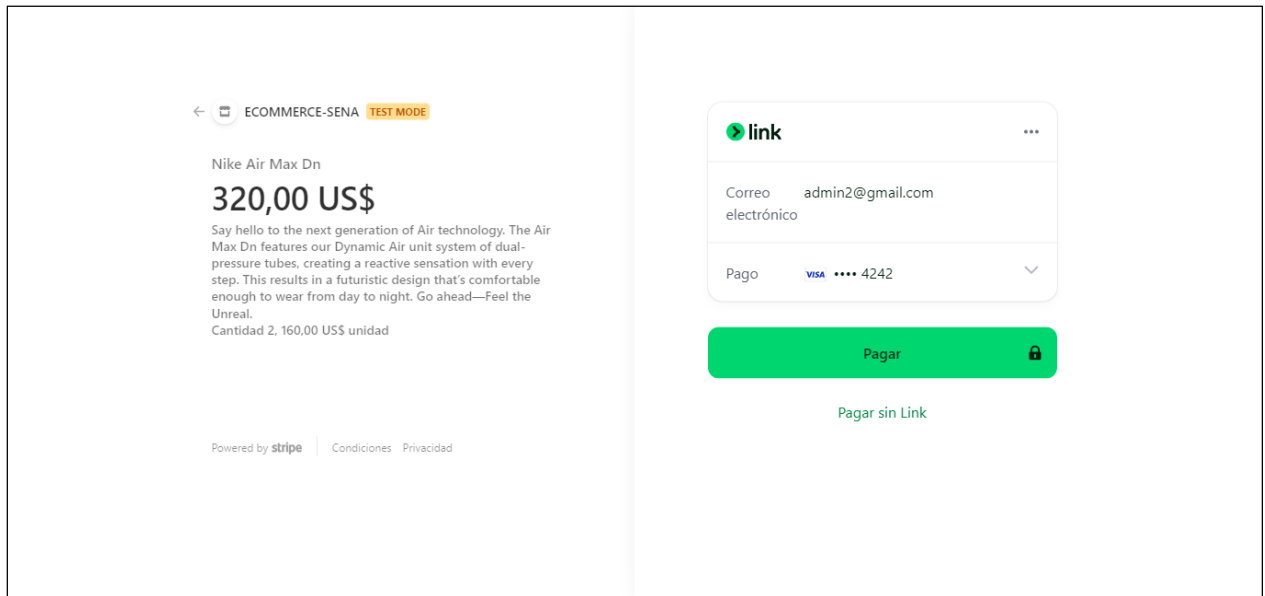 ECOMMERCE-SENA TEST MODE
Nike Air Max Dn
320,00 US$
Say hello to the next generation of Air technology. The Air
Max Dn features our Dynamic Air unit system of dual-
pressure tubes, creating a reactive sensation with every
step. This results in a futuristic design that's comfortable
enough to wear from day to night. Go ahead—Feel the
Unreal.
Cantidad 2, 160,00 US$ unidad
Powered by stripe Condiciones Privacidad
link
Correo admin2@gmail.com
electrónico
Pago VISA •••• 4242
Pagar
Pagar sin Link